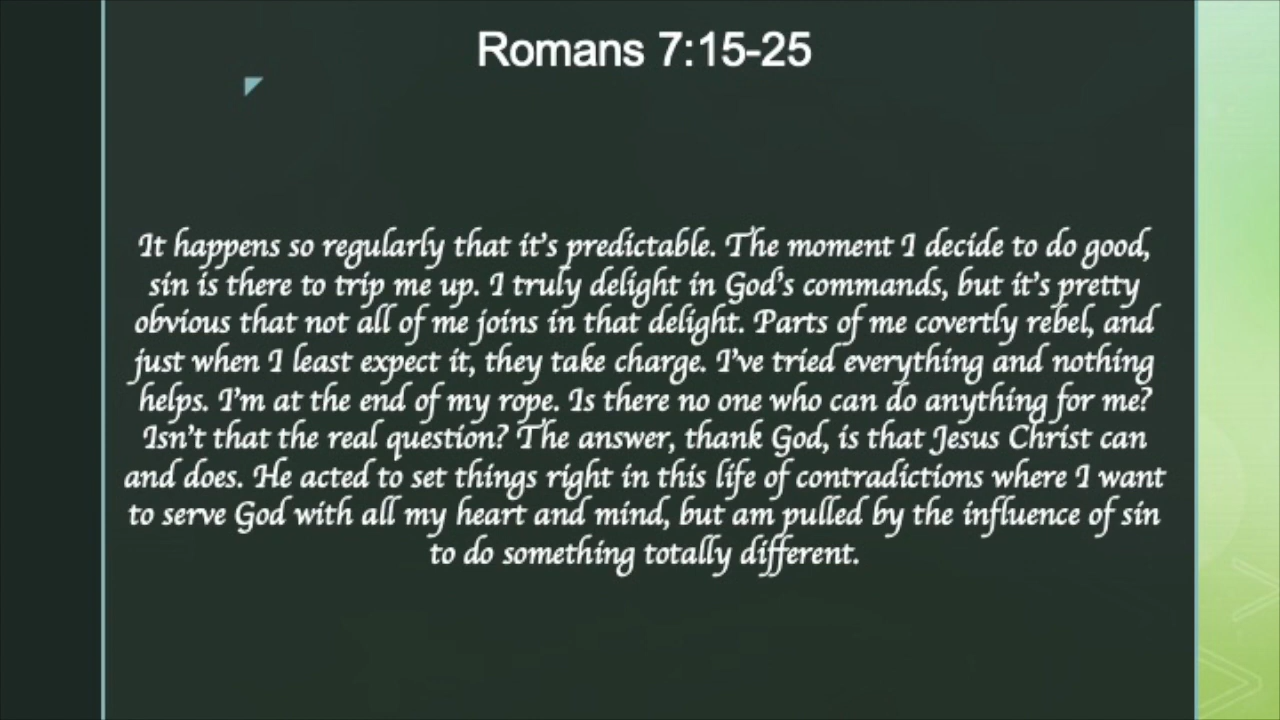 Romans 7:15-25
It happens so regularly that it's predictable. The moment I decide to do good,
sin is there to trip me up. I truly delight in God's commands, but it's pretty
obvious that not all of me joins in that delight. Parts of me covertly rebel, and
just when I least expect it, they take charge. I've tried everything and nothing
helps. I'm at the end of my rope. Is there no one who can do anything for me?
Isn't that the real question? The answer, thank God, is that Jesus Christ can
and does. He acted to set things right in this life of contradictions where I want
to serve God with all my heart and mind, but am pulled by the influence of sin
to do something totally different.